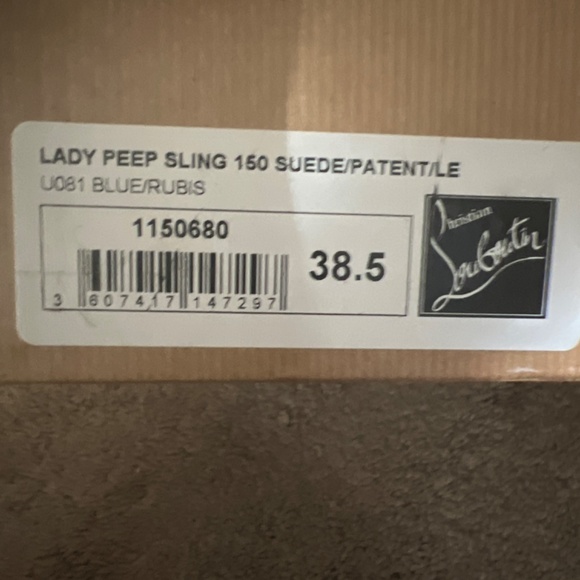 LADY PEEP SLING 150 SUEDE/PATENT/LE
U081 BLUE/RUBIS
1150680
38.5
3 607417 147297
Christian
Louboutin